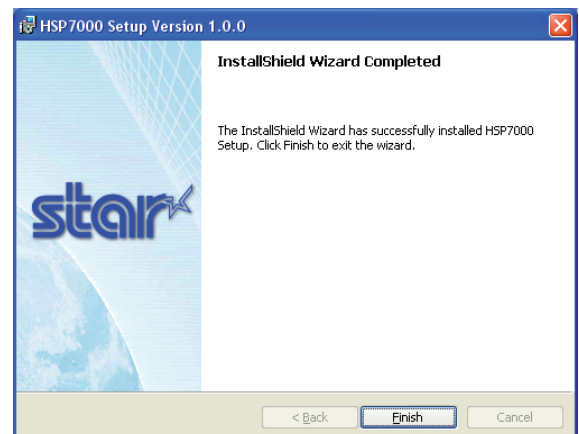 HSP7000 Setup Version 1.0.0
InstallShield Wizard Completed
The InstallShield Wizard has successfully installed HSP7000
Setup. Click Finish to exit the wizard.
star
< Back
Finish
Cancel